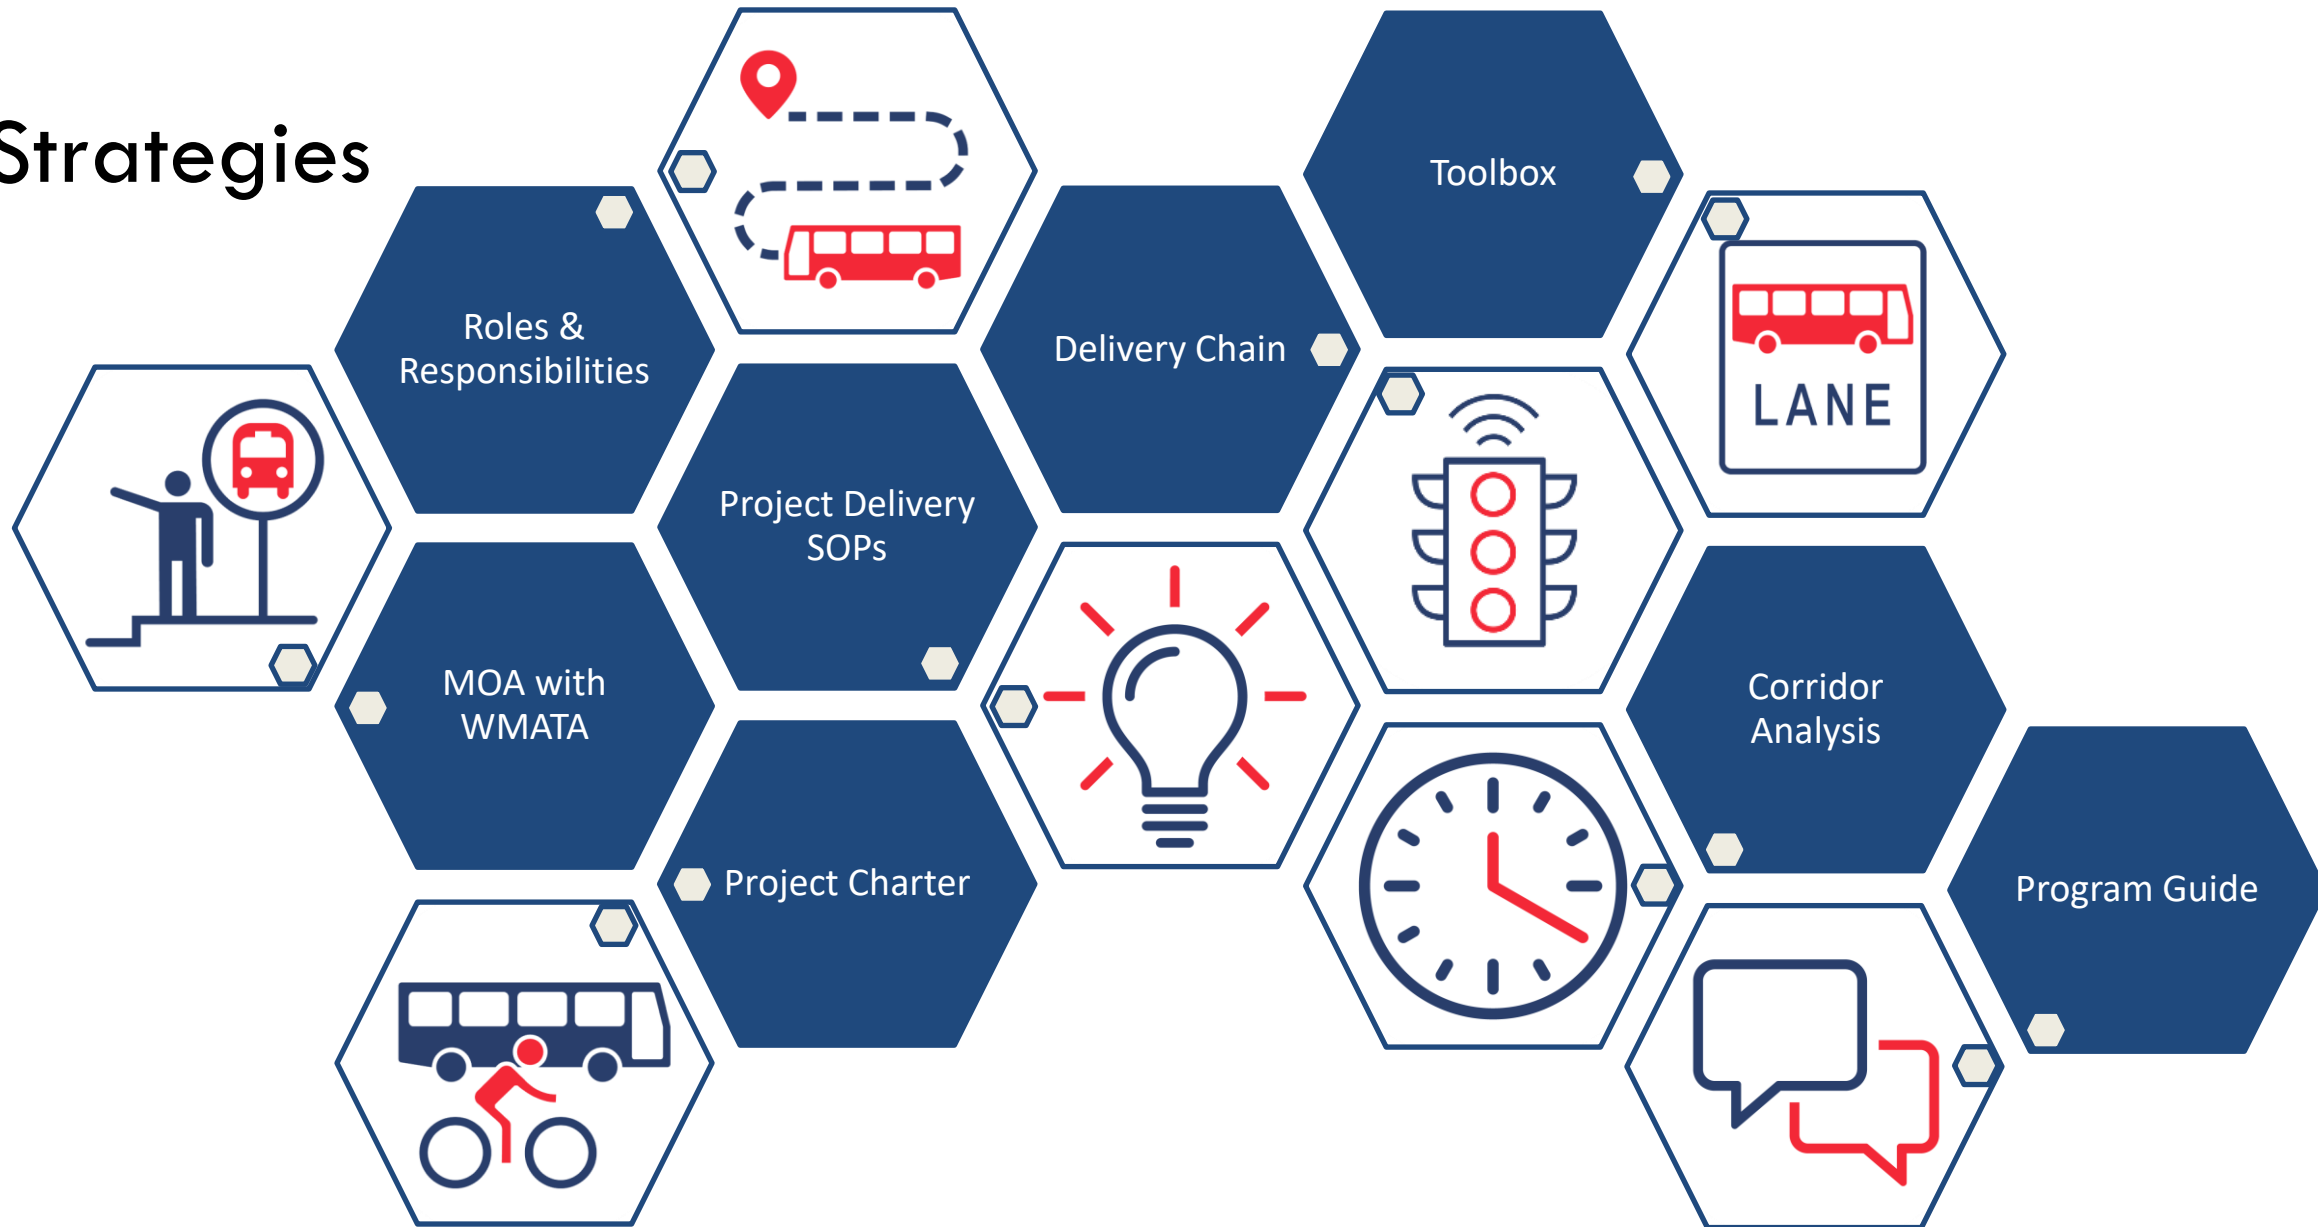 Strategies
Roles &
Responsibilities
MOA with
WMATA
Project Delivery
SOPs
Project Charter
Delivery Chain
Toolbox
LANE
Corridor
Analysis
Program Guide